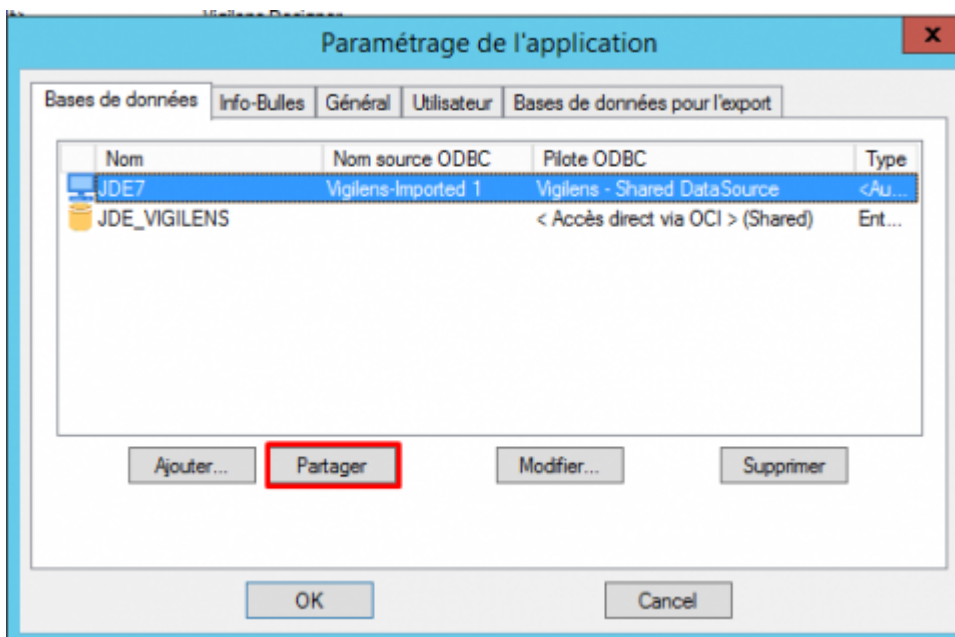 Vigilens Designer
Paramétrage de l'application
x
Bases de données Info-Bulles Général Utilisateur Bases de données pour l'export
Nom Nom source ODBC Pilote ODBC Type
JDE7 Vigilens-Imported 1 Vigilens - Shared DataSource <Au...
JDE_VIGILENS < Accès direct via OCI > (Shared) Ent...
Ajouter... Partager Modifier... Supprimer
OK Cancel